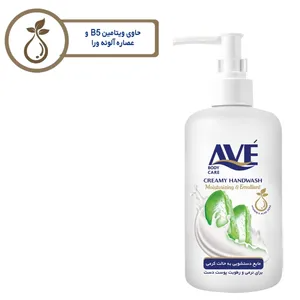 حاوی ویتامین B5 و
عصاره آلوئه ورا
AVÉ
BODY
CARE
CREAMY HANDWASH
Moisturizing & Emollient
مایع دستشویی به حالت کرمی
برای نرمی و رطوبت پوست دست